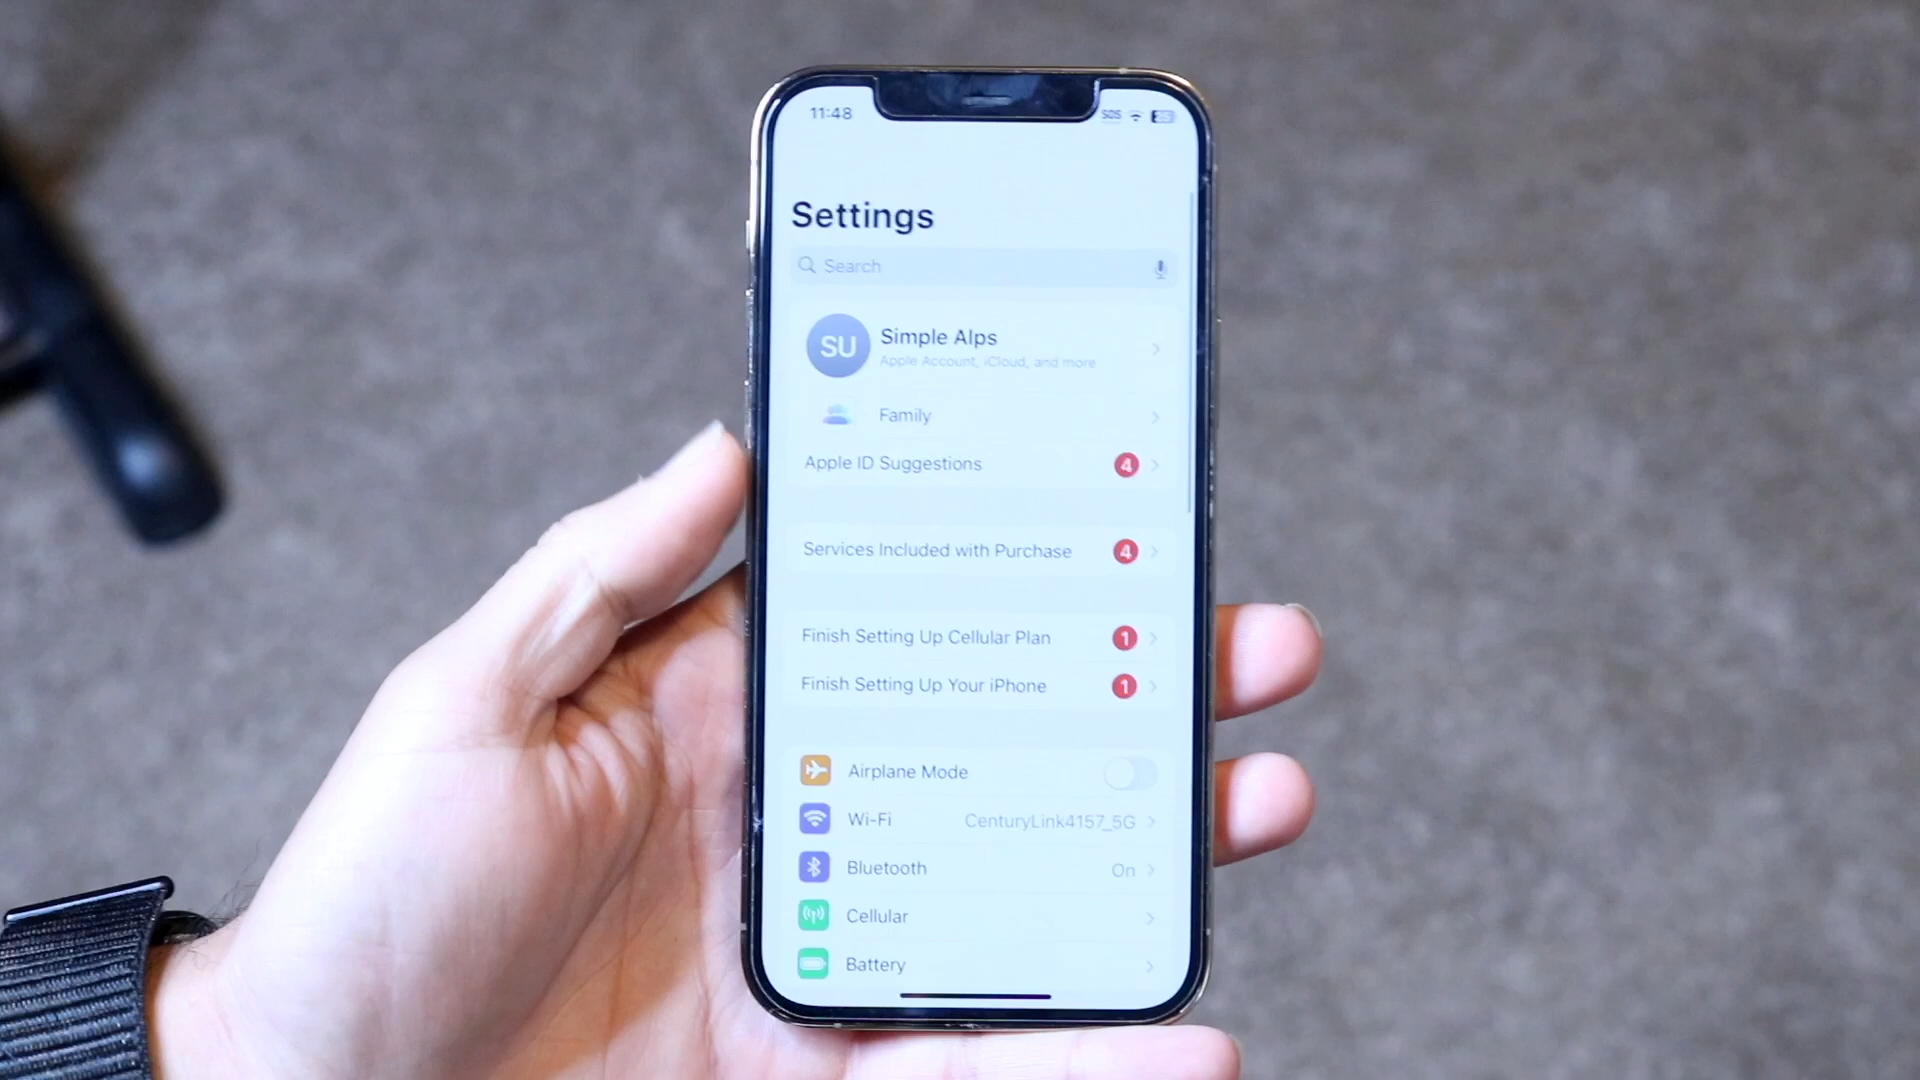 11:48 SOS
Settings
Search
SU
Simple Alps
Apple Account, iCloud, and more
Family
Apple ID Suggestions 4
Services Included with Purchase 4
Finish Setting Up Cellular Plan 1
Finish Setting Up Your iPhone 1
Airplane Mode
Wi-Fi CenturyLink4157_5G
Bluetooth On
Cellular
Battery